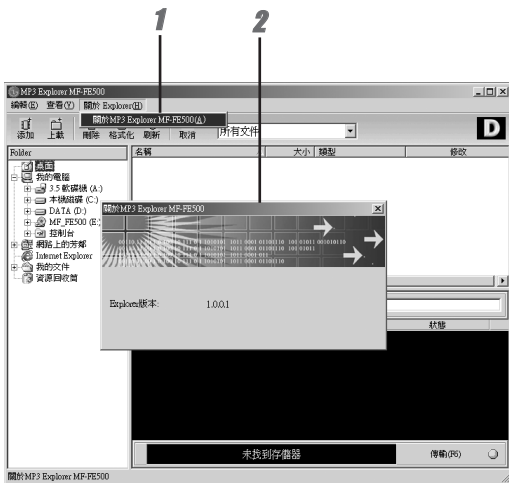 1 2
MP3 Explorer MF-FE500
編輯(E) 查看(V) 關於 Explorer(H)
關於MP3 Explorer MF-FE500(A)
添加 上載 刪除 格式化 刷新 取消 所有文件
D
Folder 名稱 大小 類型 修改
桌面
我的電腦
3.5 軟碟機 (A:)
本機磁碟 (C:)
DATA (D:)
MF_FE500 (E:)
控制台
網路上的芳鄰
Internet Explorer
我的文件
資源回收筒
關於MP3 Explorer MF-FE500
Explorer版本: 1.0.0.1
狀態
未找到存儲器 傳輸(F6)
關於MP3 Explorer MF-FE500